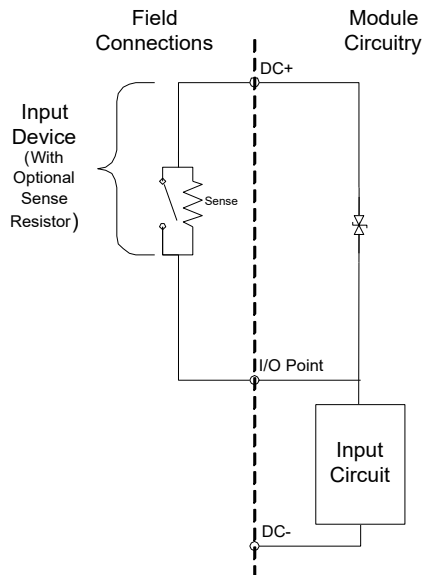 Field
Connections
Module
Circuitry
DC+
Input
Device
(With
Optional
Sense
Resistor)
Sense
I/O Point
Input
Circuit
DC-